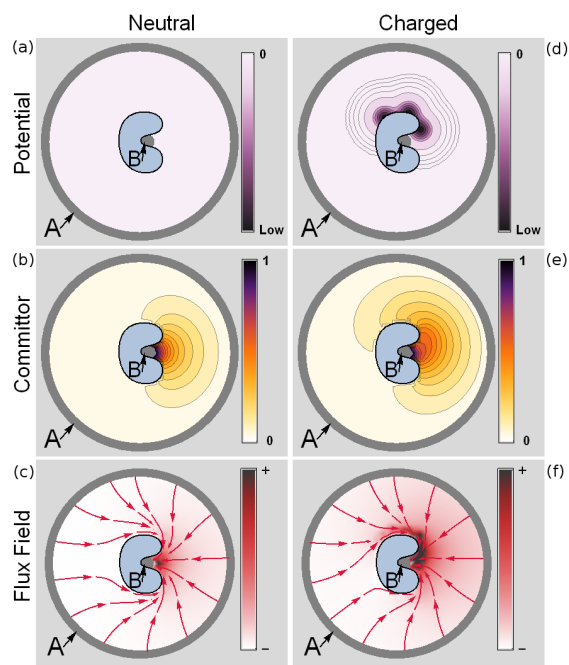 Neutral
Charged
(a)
Potential
A
B
0
Low
(d)
A
B
0
Low
(b)
Committor
A
B
1
0
(e)
A
B
1
0
(c)
Flux Field
A
B
+
−
(f)
A
B
+
−